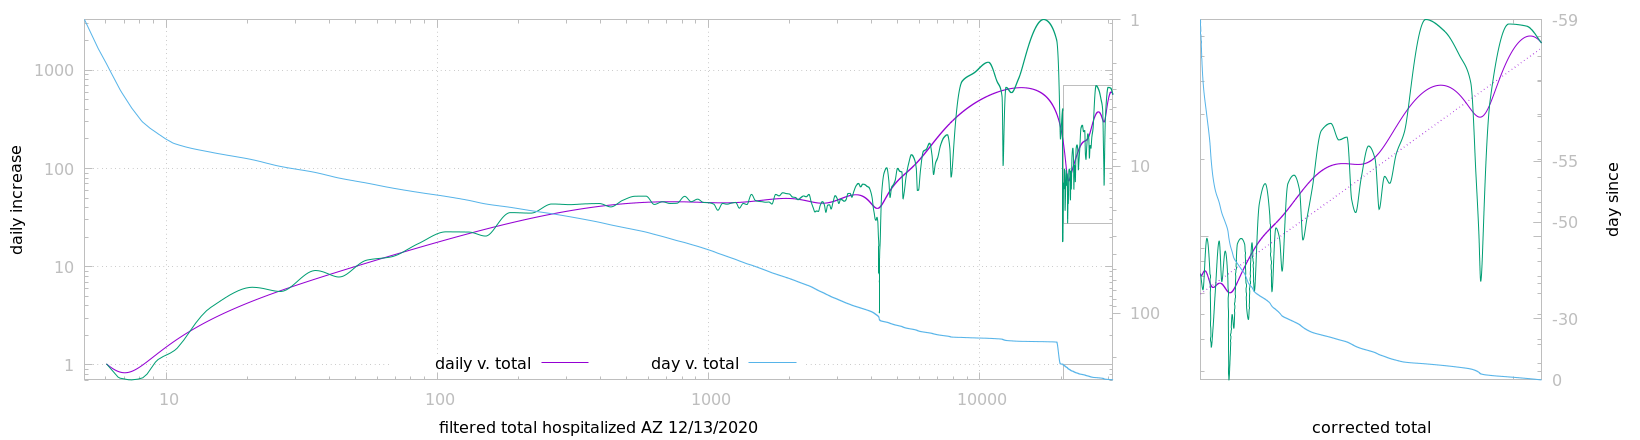 daily increase
1000
100
10
1
10
100
1000
10000
1
10
100
daily v. total
day v. total
filtered total hospitalized AZ 12/13/2020
-59
-55
-50
-30
0
day since
corrected total